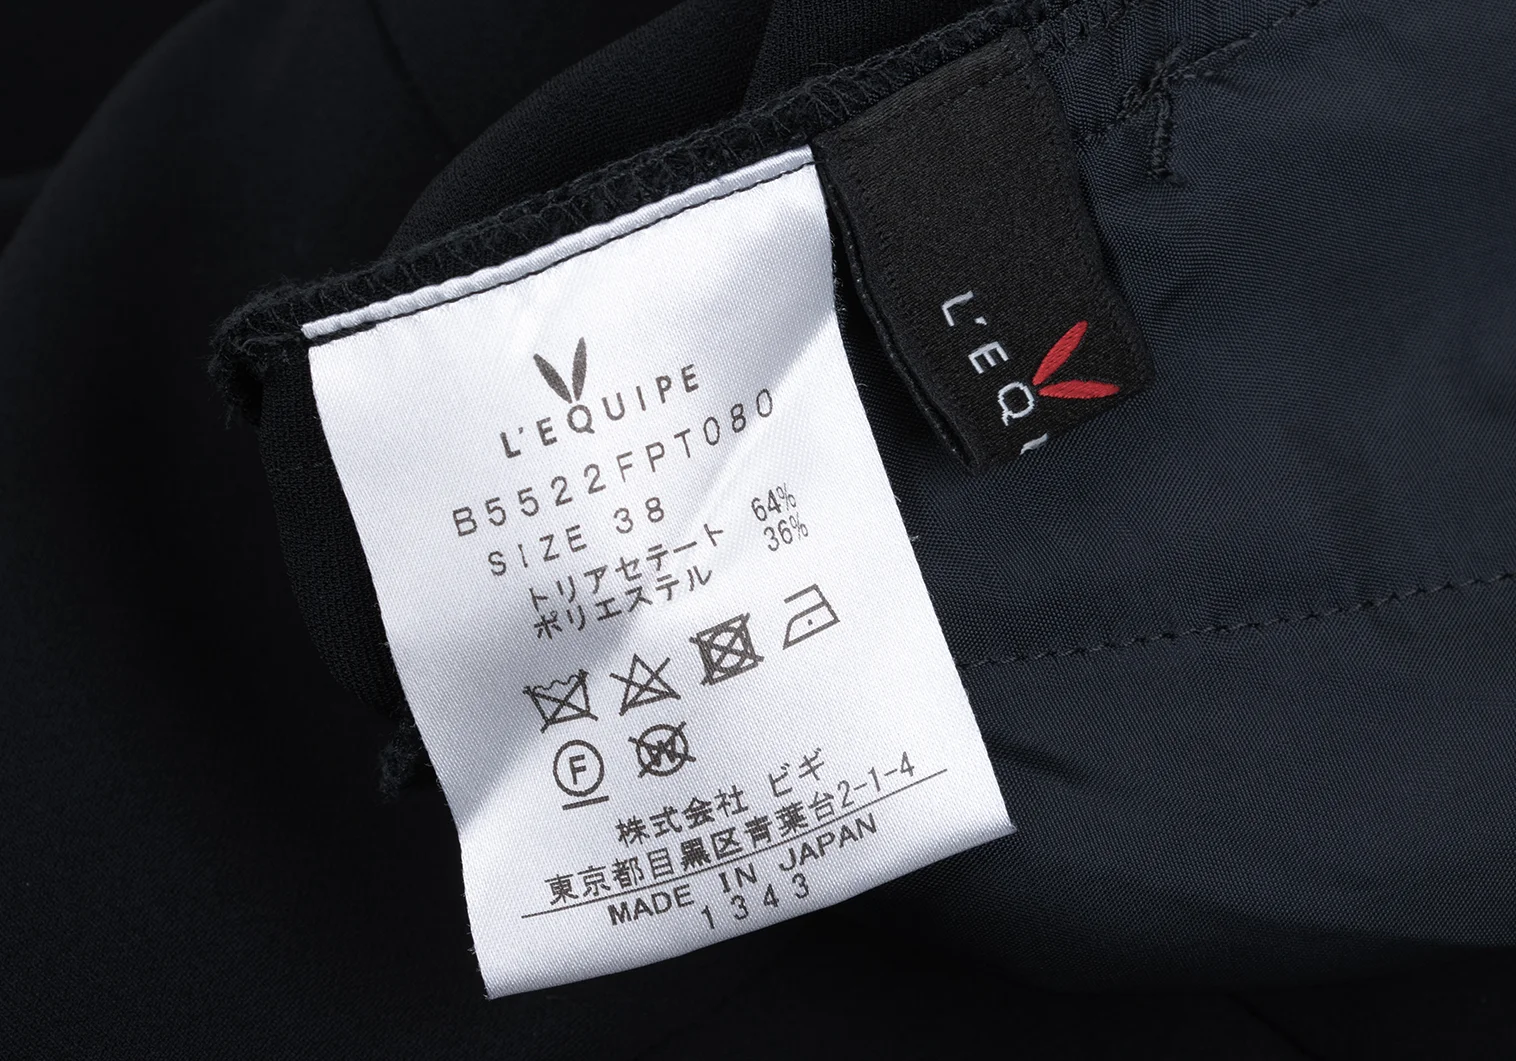 L'EQUIPE
B5522FPT080
SIZE 38
トリアセテート 64%
ポリエステル 36%
F
W
株式会社 ビギ
東京都目黒区青葉台2-1-4
MADE IN JAPAN
1343
L'EQU